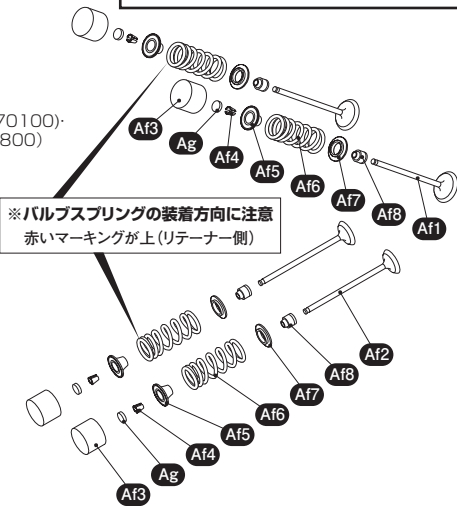 70100)·
800)
Af3
Ag
Af4
Af5
Af6
Af7
Af8
Af1
※バルブスプリングの装着方向に注意
赤いマーキングが上(リテーナー側)
Af2
Af8
Af7
Af6
Af5
Af4
Ag
Af3